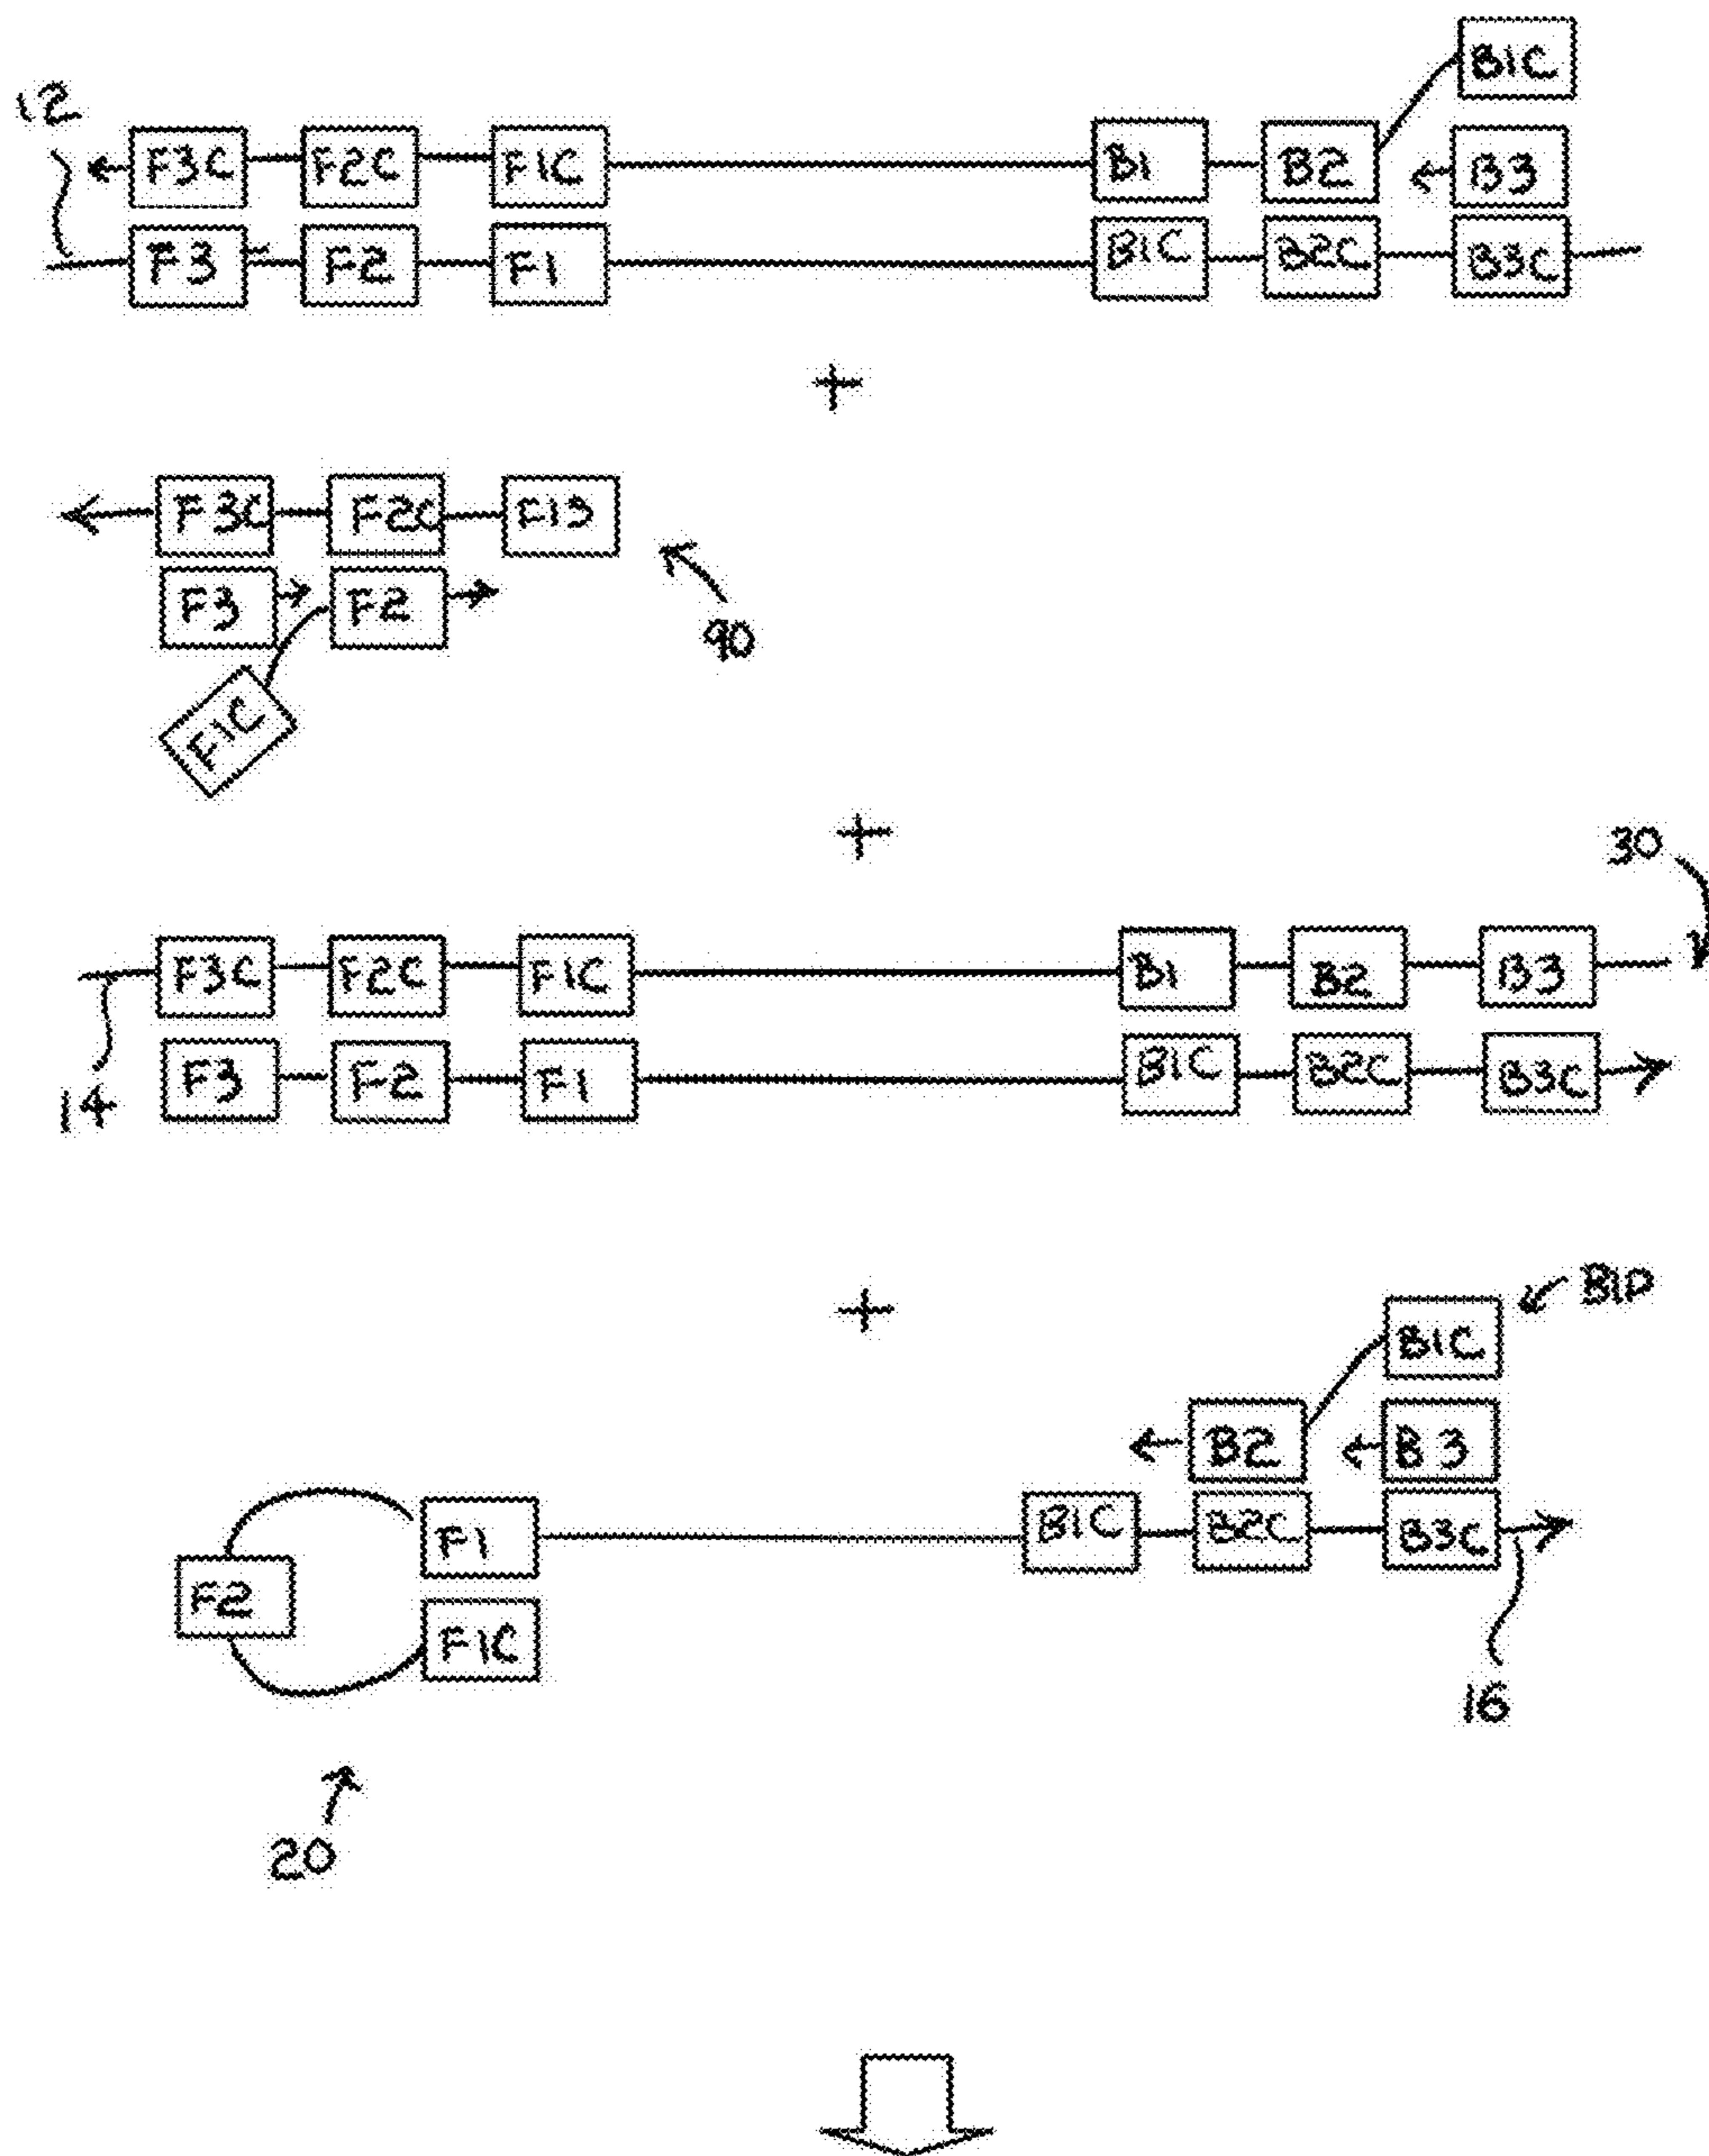 B1C
12
F3C F2C F1C B1 B2 B3
F3 F2 F1 B1C B2C B3C
+
F3C F2C F13
F3 F2
90
F1C
+
30
F3C F2C F1C B1 B2 B3
F3 F2 F1 B1C B2C B3C
14
+
BIP
B1C
B2 B3
F1 B1C B2C B3C
F2
F1C
16
20